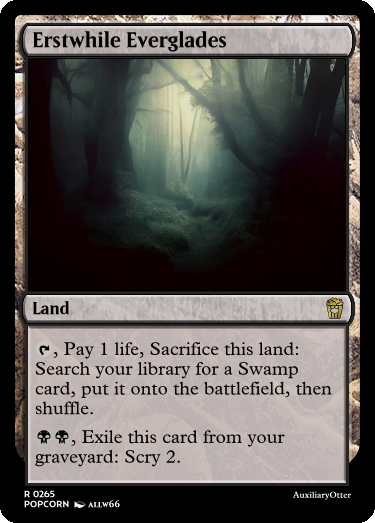 Erstwhile Everglades
Land
, Pay 1 life, Sacrifice this land:
Search your library for a Swamp
card, put it onto the battlefield, then
shuffle.
, Exile this card from your
graveyard: Scry 2.
R 0265
POPCORN ALLW66
AuxiliaryOtter